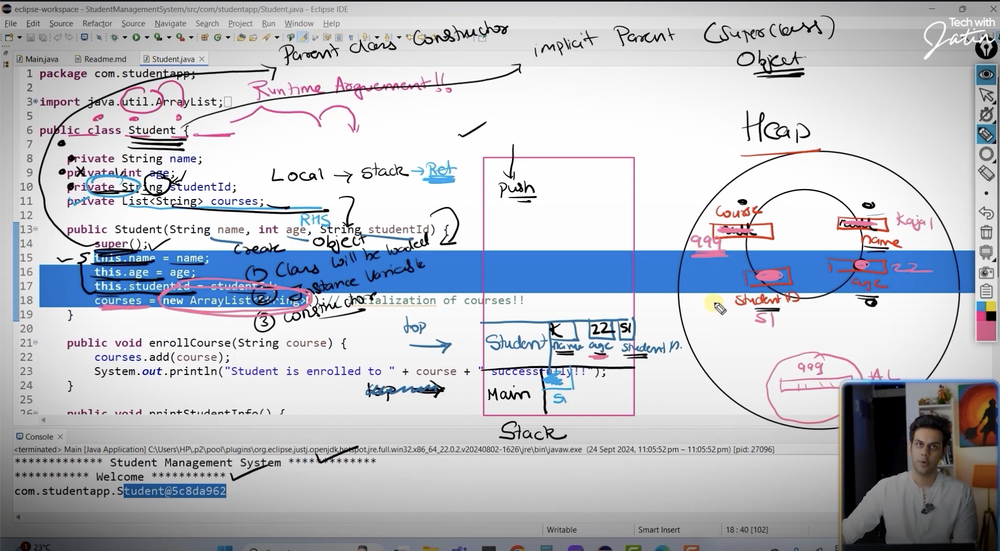 eclipse-workspace - StudentManagementSystem/src/com/studentapp/Student.java - Eclipse IDE
File Edit Source Refactor Source Navigate Search Project Run Window Help
Tech with
Jatin
Parent class Constructor
implicit Parent (Superclass)
Object
Main.java Readme.md Student.java
1 package com.studentapp;
2
Runtime Arguement!!
3 import java.util.ArrayList;
5
6 public class Student {
7
Heap
8 private String name;
9 private int age;
Local → Stack → Ref
push
10 private String studentId;
11 private List<String> courses;
12
RHS
13 public Student(String name, int age, String studentId) {
14 super();
Create Object
15 this.name = name;
① Class will be loaded
16 this.age = age;
17 this.studentId = studentId;
② instance variable
18 courses = new ArrayList<String>(); // Initialization of courses!!
③ Constructor
19 }
20
21 public void enrollCourse(String course) {
22 courses.add(course);
23 System.out.println("Student is enrolled to " + course + " successfully!!");
24 }
25
26 public void printStudentInfo() {
top
Student
K 22 S1
name age student ID.
Main
S1
Stack
Course
999
Kajal
name
22
age
Student ID
S1
999
AL
Console
<terminated> Main [Java Application] C:\Users\HP\.p2\pool\plugins\org.eclipse.justj.openjdk.hotspot.jre.full.win32.x86_64_22.0.2.v20240802-1626\jre\bin\javaw.exe (24 Sept 2024, 11:05:52 pm – 11:05:52 pm) [pid: 27096]
************* Student Management System *************
*********** Welcome ***********
com.studentapp.Student@5c8da962
Writable Smart Insert 18 : 40 [102]
1 23°C